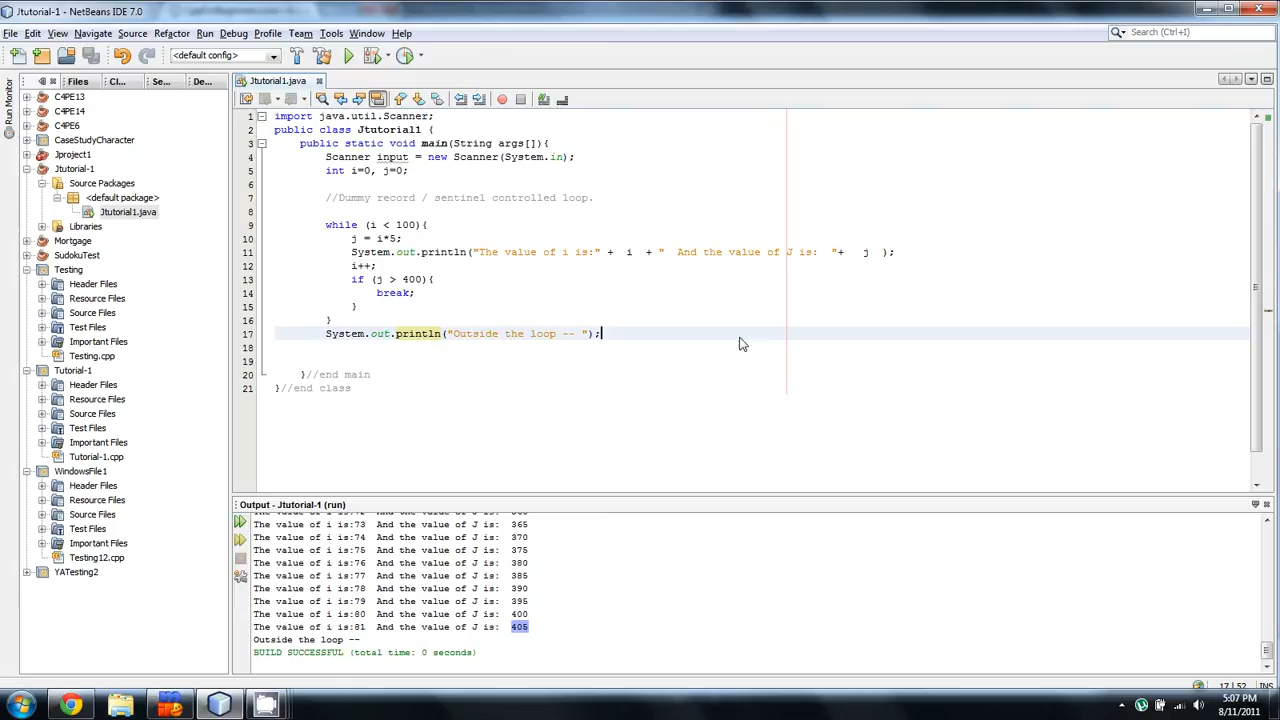 Jtutorial-1 - NetBeans IDE 7.0
File Edit View Navigate Source Refactor Run Debug Profile Team Tools Window Help
Search (Ctrl+I)
<default config>
Files Cl... Se... De...
Jtutorial1.java
Run Monitor
C4PE13
C4PE14
C4PE6
CaseStudyCharacter
Jproject1
Jtutorial-1
Source Packages
<default package>
Jtutorial1.java
Libraries
Mortgage
SudokuTest
Testing
Header Files
Resource Files
Source Files
Test Files
Important Files
Testing.cpp
Tutorial-1
Header Files
Resource Files
Source Files
Test Files
Important Files
Tutorial-1.cpp
WindowsFile1
Header Files
Resource Files
Source Files
Test Files
Important Files
Testing12.cpp
YATesting2
1 import java.util.Scanner;
2 public class Jtutorial1 {
3 public static void main(String args[]){
4 Scanner input = new Scanner(System.in);
5 int i=0, j=0;
6
7 //Dummy record / sentinel controlled loop.
8
9 while (i < 100){
10 j = i*5;
11 System.out.println("The value of i is:" + i + " And the value of J is: "+ j );
12 i++;
13 if (j > 400){
14 break;
15 }
16 }
17 System.out.println("Outside the loop -- ");
18
19
20 }//end main
21 }//end class
Output - Jtutorial-1 (run)
The value of i is:73 And the value of J is: 365
The value of i is:74 And the value of J is: 370
The value of i is:75 And the value of J is: 375
The value of i is:76 And the value of J is: 380
The value of i is:77 And the value of J is: 385
The value of i is:78 And the value of J is: 390
The value of i is:79 And the value of J is: 395
The value of i is:80 And the value of J is: 400
The value of i is:81 And the value of J is: 405
Outside the loop --
BUILD SUCCESSFUL (total time: 0 seconds)
17|52 INS
5:07 PM
8/11/2011